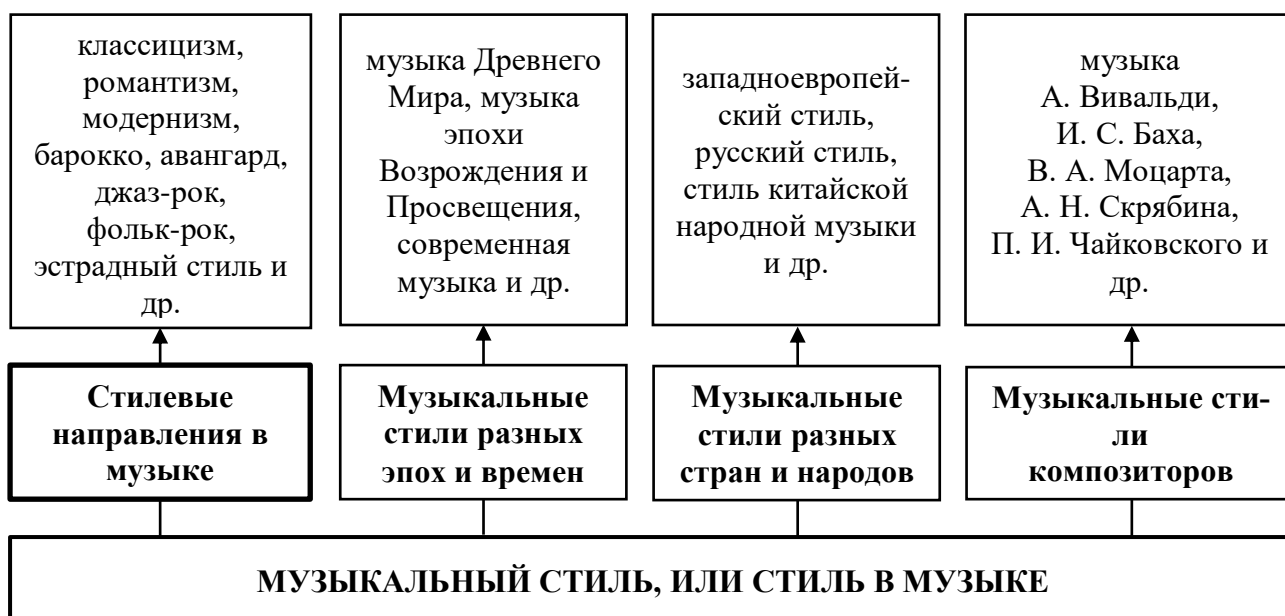 классицизм,
романтизм,
модернизм,
барокко, авангард,
джаз-рок,
фольк-рок,
эстрадный стиль и
др.
музыка Древнего
Мира, музыка
эпохи
Возрождения и
Просвещения,
современная
музыка и др.
западноевропей-
ский стиль,
русский стиль,
стиль китайской
народной музыки
и др.
музыка
А. Вивальди,
И. С. Баха,
В. А. Моцарта,
А. Н. Скрябина,
П. И. Чайковского и
др.
Стилевые
направления в
музыке
Музыкальные
стили разных
эпох и времен
Музыкальные
стили разных
стран и народов
Музыкальные сти-
ли
композиторов
МУЗЫКАЛЬНЫЙ СТИЛЬ, ИЛИ СТИЛЬ В МУЗЫКЕ